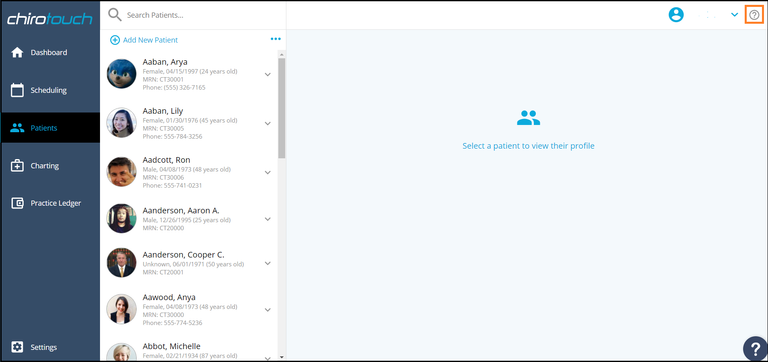 chirotouch
Dashboard
Scheduling
Patients
Charting
Practice Ledger
Settings
Search Patients...
Add New Patient
Aaban, Arya
Female, 04/15/1997 (24 years old)
MRN: CT30001
Phone: (555) 326-7165
Aaban, Lily
Female, 01/30/1976 (45 years old)
MRN: CT30005
Phone: 555-784-3256
Aadcott, Ron
Male, 04/08/1973 (48 years old)
MRN: CT30006
Phone: 555-741-0231
Aanderson, Aaron A.
Male, 12/26/1995 (25 years old)
MRN: CT20000
Aanderson, Cooper C.
Unknown, 06/01/1971 (50 years old)
MRN: CT20001
Aawood, Anya
Female, 04/08/1973 (48 years old)
MRN: CT30000
Phone: 555-774-5236
Abbot, Michelle
Female, 02/21/1934 (87 years old)
Select a patient to view their profile
?
?